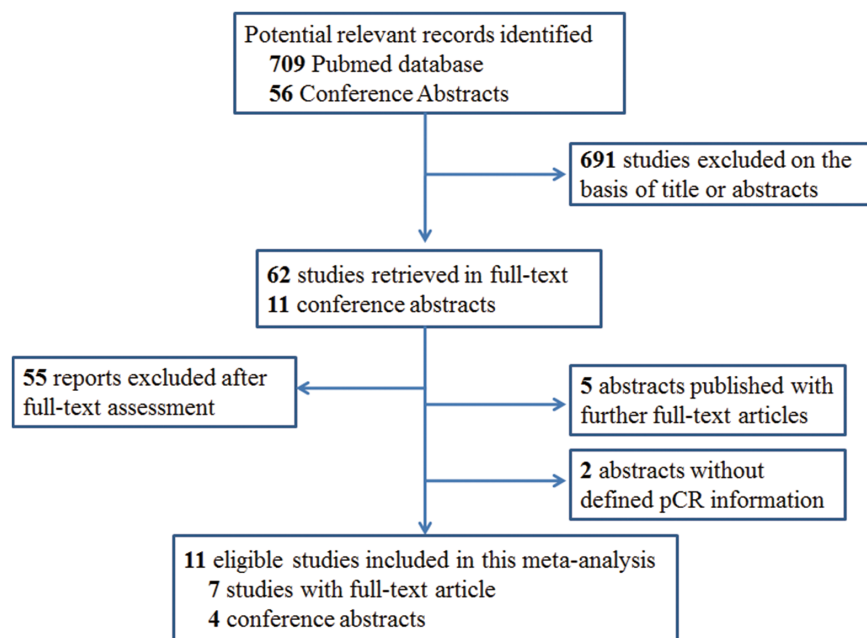 Potential relevant records identified
709 Pubmed database
56 Conference Abstracts
691 studies excluded on the
basis of title or abstracts
62 studies retrieved in full-text
11 conference abstracts
55 reports excluded after
full-text assessment
5 abstracts published with
further full-text articles
2 abstracts without
defined pCR information
11 eligible studies included in this meta-analysis
7 studies with full-text article
4 conference abstracts